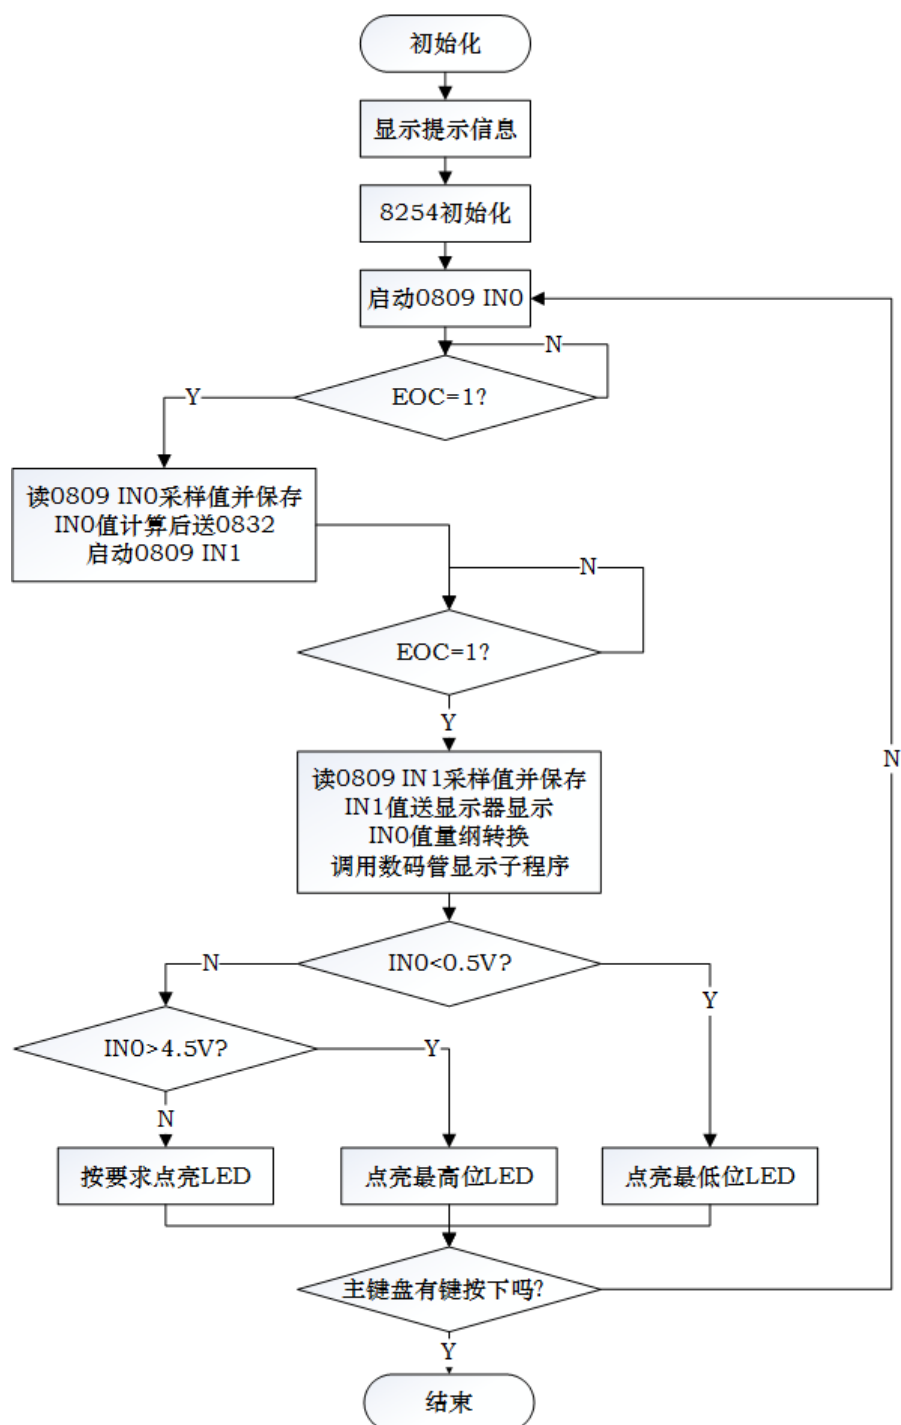 初始化
显示提示信息
8254初始化
启动0809 IN0
N
EOC=1?
Y
读0809 IN0采样值并保存
IN0值计算后送0832
启动0809 IN1
N
EOC=1?
Y
读0809 IN1采样值并保存
IN1值送显示器显示
IN0值量纲转换
调用数码管显示子程序
N
IN0<0.5V?
N
Y
IN0>4.5V?
Y
N
按要求点亮LED
点亮最高位LED
点亮最低位LED
主键盘有键按下吗?
Y
结束